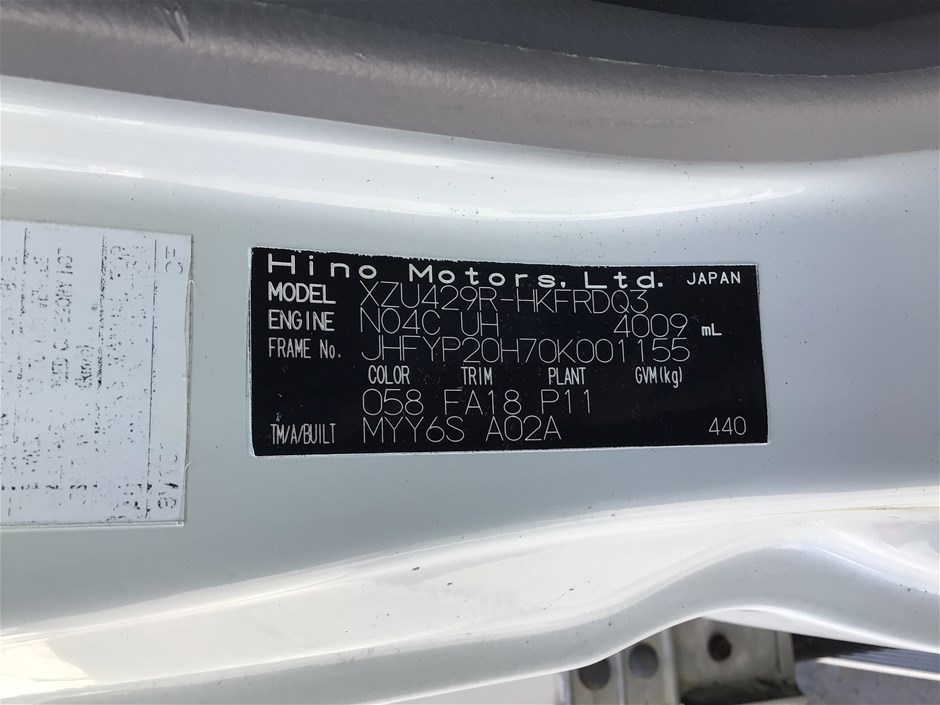 Hino Motors, Ltd. JAPAN
MODEL XZU429R-HKFRDQ3
ENGINE N04C UH 4009 mL
FRAME No. JHFYP20H70K001155
COLOR TRIM PLANT GVM(kg)
058 FA18 P11
TM/A/BUILT MYY6S A02A 440